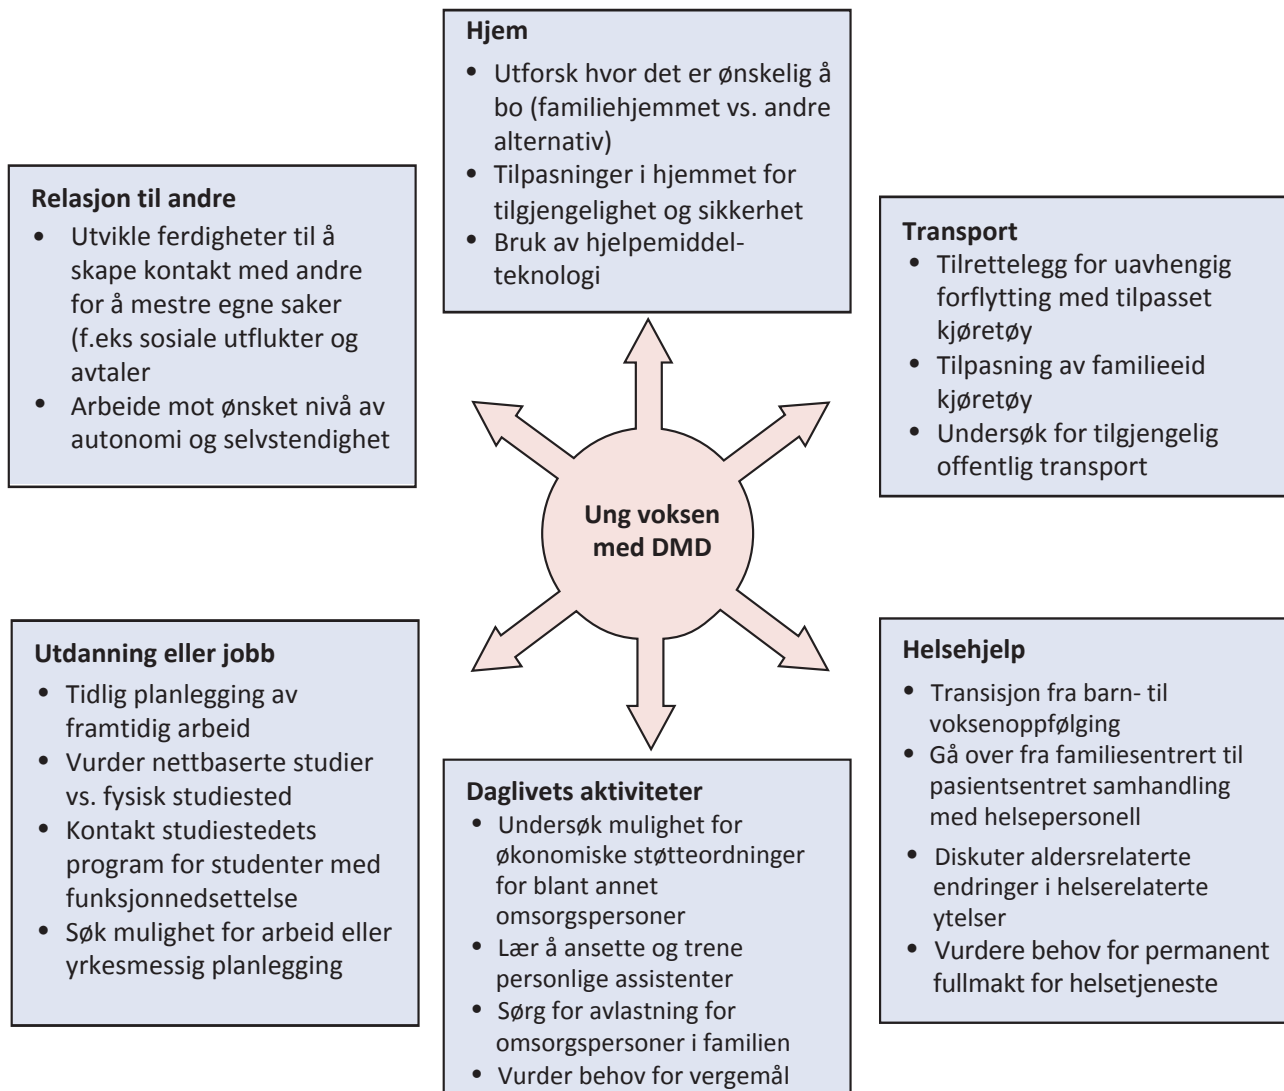 Hjem
• Utforsk hvor det er ønskelig å
bo (familiehjemmet vs. andre
alternativ)
• Tilpasninger i hjemmet for
tilgjengelighet og sikkerhet
• Bruk av hjelpemiddel-
teknologi
Relasjon til andre
• Utvikle ferdigheter til å
skape kontakt med andre
for å mestre egne saker
(f.eks sosiale utflukter og
avtaler
• Arbeide mot ønsket nivå av
autonomi og selvstendighet
Transport
• Tilrettelegg for uavhengig
forflytting med tilpasset
kjøretøy
• Tilpasning av familieeid
kjøretøy
• Undersøk for tilgjengelig
offentlig transport
Ung voksen
med DMD
Utdanning eller jobb
• Tidlig planlegging av
framtidig arbeid
• Vurder nettbaserte studier
vs. fysisk studiested
• Kontakt studiestedets
program for studenter med
funksjonnedsettelse
• Søk mulighet for arbeid eller
yrkesmessig planlegging
Daglivets aktiviteter
• Undersøk mulighet for
økonomiske støtteordninger
for blant annet
omsorgspersoner
• Lær å ansette og trene
personlige assistenter
• Sørg for avlastning for
omsorgspersoner i familien
• Vurder behov for vergemål
Helsehjelp
• Transisjon fra barn- til
voksenoppfølging
• Gå over fra familiesentrert til
pasientsentret samhandling
med helsepersonell
• Diskuter aldersrelaterte
endringer i helserelaterte
ytelser
• Vurdere behov for permanent
fullmakt for helsetjeneste